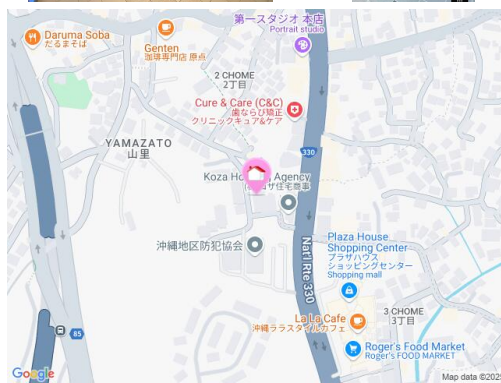 Daruma Soba
だるまそば
Genten
珈琲専門店 原点
第一スタジオ 本店
Portrait studio
2 CHOME
2丁目
Cure & Care (C&C)
歯ならび矯正
クリニックキュア&ケア
YAMAZATO
山里
330
Koza Ho
Agency
ザ住宅商事
沖縄地区防犯協会
Nat'l Rte 330
Plaza House
Shopping Center
プラザハウス
ショッピングセンター
Shopping mall
La La Cafe
沖縄ララスタイルカフェ
3 CHOME
3丁目
85
Roger's Food Market
Roger's FOOD MARKET
Google
Map data ©2025